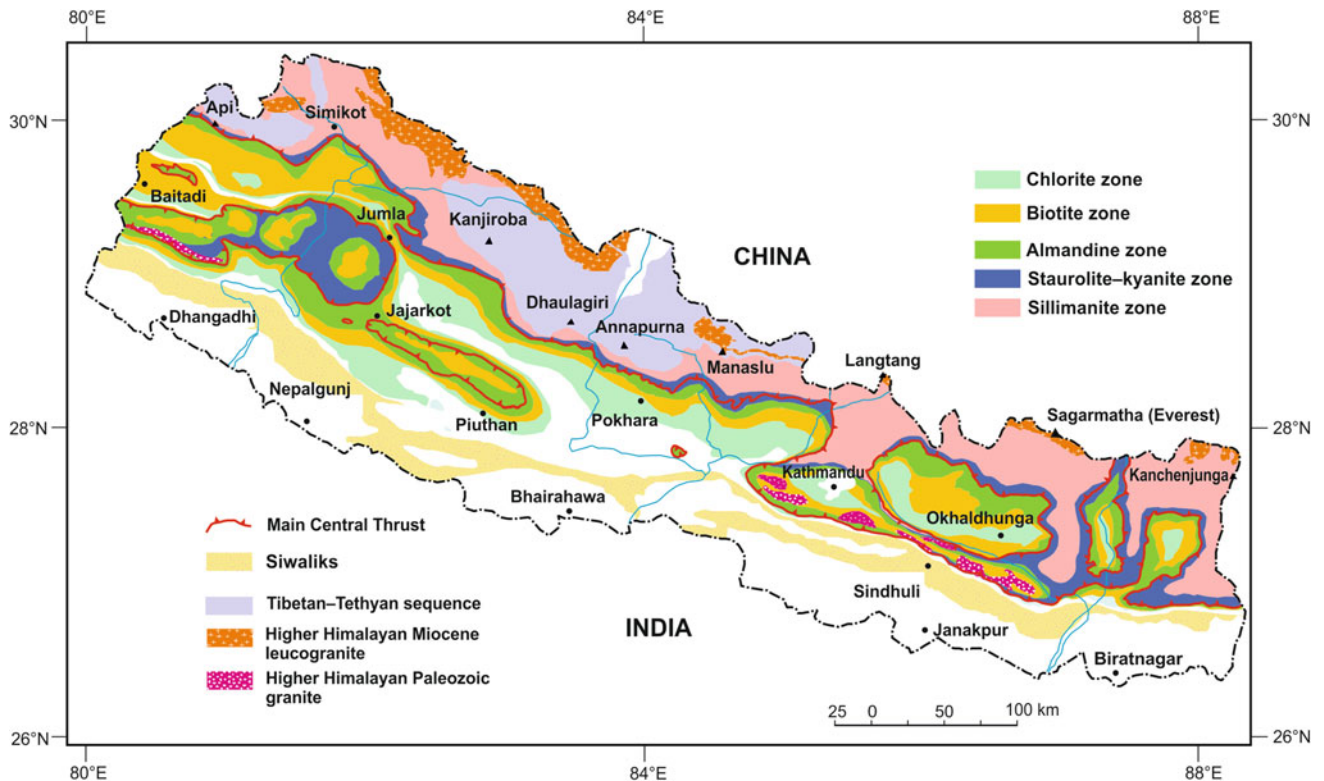 80°E
84°E
88°E
30°N
30°N
Api
Simikot
Baitadi
Jumla
Kanjiroba
CHINA
Chlorite zone
Biotite zone
Almandine zone
Staurolite–kyanite zone
Sillimanite zone
Dhangadhi
Jajarkot
Dhaulagiri
Annapurna
Manaslu
Langtang
Nepalgunj
Piuthan
Pokhara
Sagarmatha (Everest)
28°N
28°N
Kathmandu
Kanchenjunga
Bhairahawa
Okhaldhunga
Main Central Thrust
Siwaliks
Tibetan–Tethyan sequence
Higher Himalayan Miocene
leucogranite
Higher Himalayan Paleozoic
granite
Sindhuli
INDIA
Janakpur
Biratnagar
25 0 50 100 km
26°N
26°N
80°E
84°E
88°E